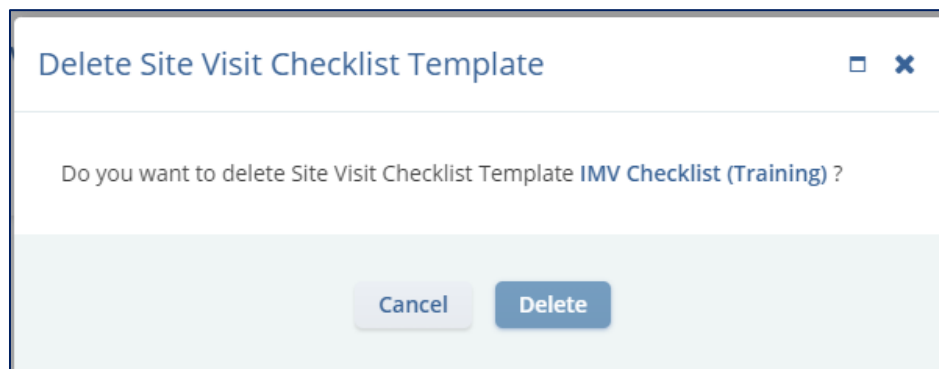 Delete Site Visit Checklist Template
Do you want to delete Site Visit Checklist Template IMV Checklist (Training) ?
Cancel Delete